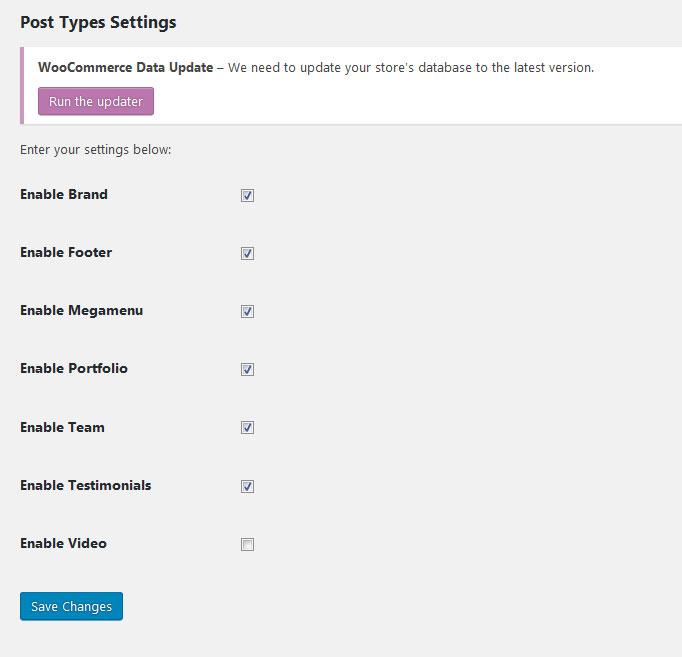 Post Types Settings
WooCommerce Data Update – We need to update your store's database to the latest version.
Run the updater
Enter your settings below:
Enable Brand
Enable Footer
Enable Megamenu
Enable Portfolio
Enable Team
Enable Testimonials
Enable Video
Save Changes